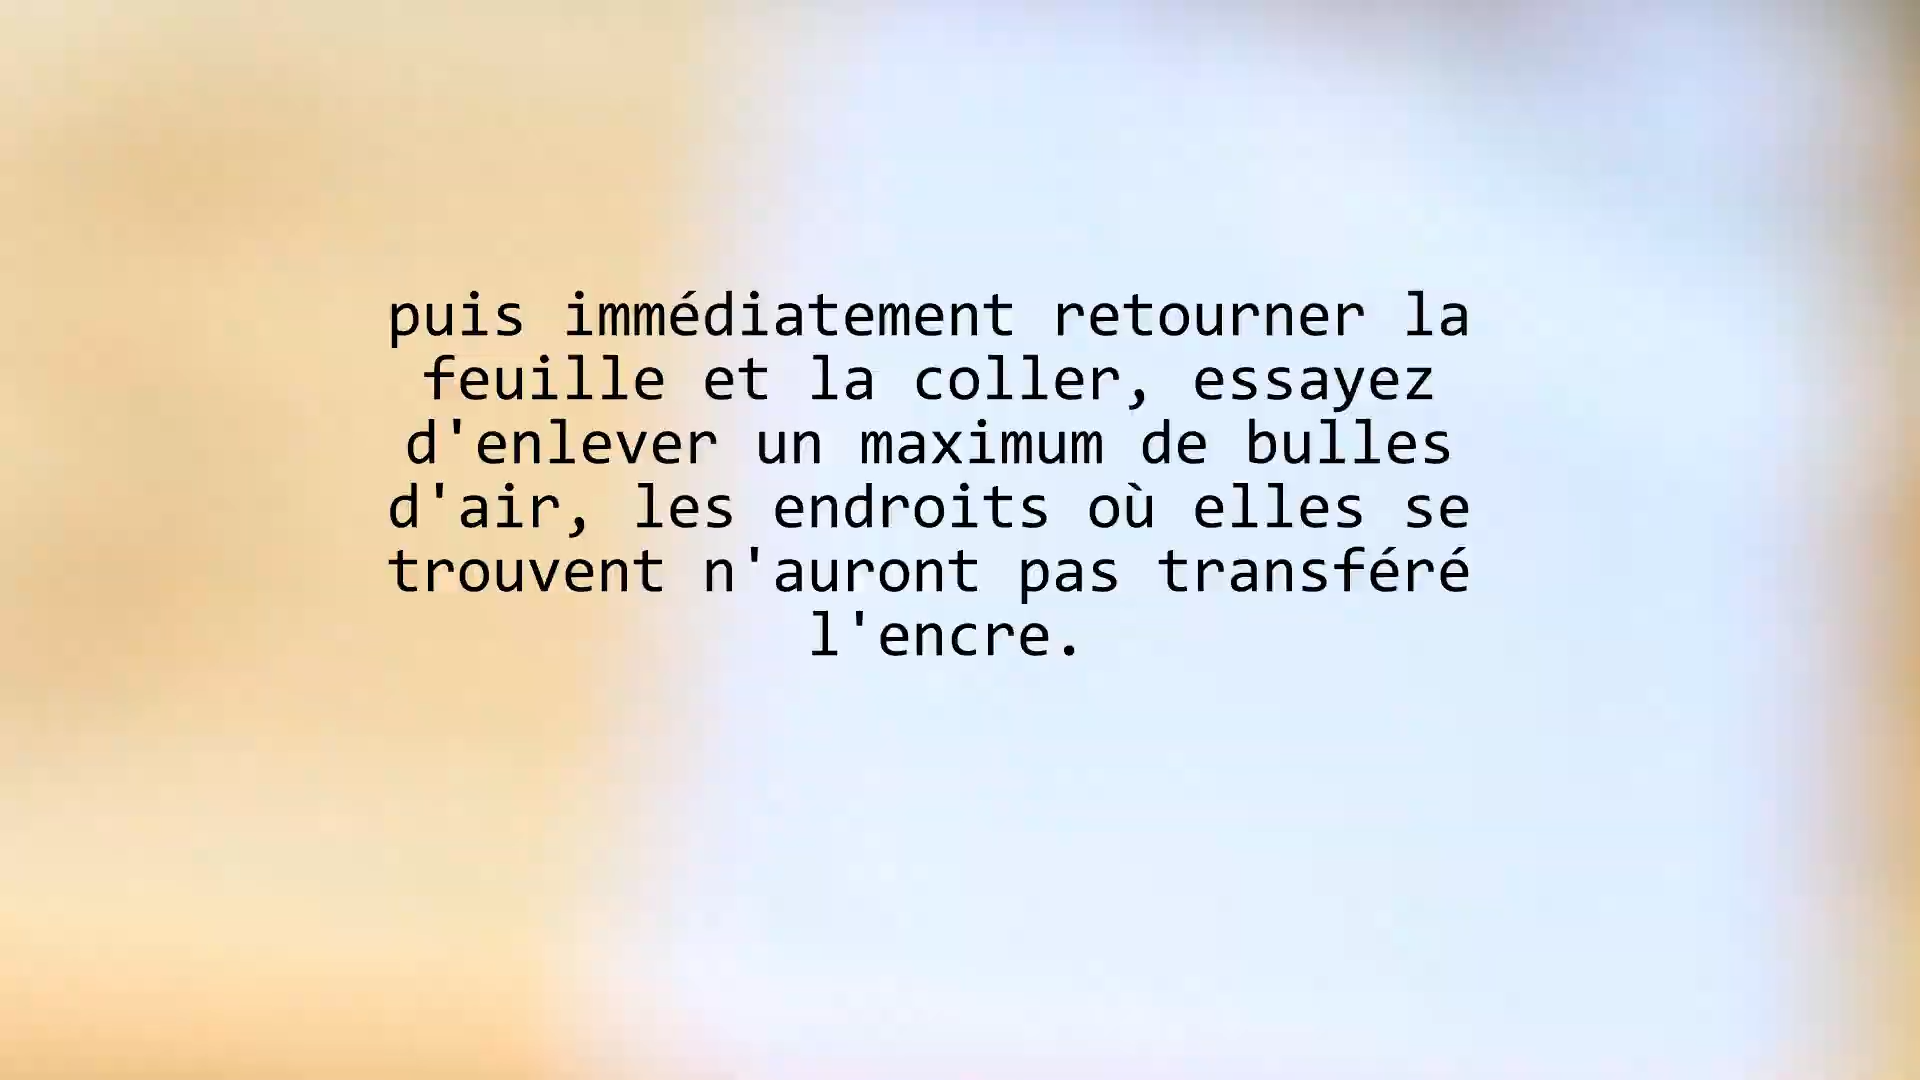 puis immédiatement retourner la
feuille et la coller, essayez
d'enlever un maximum de bulles
d'air, les endroits où elles se
trouvent n'auront pas transféré
l'encre.